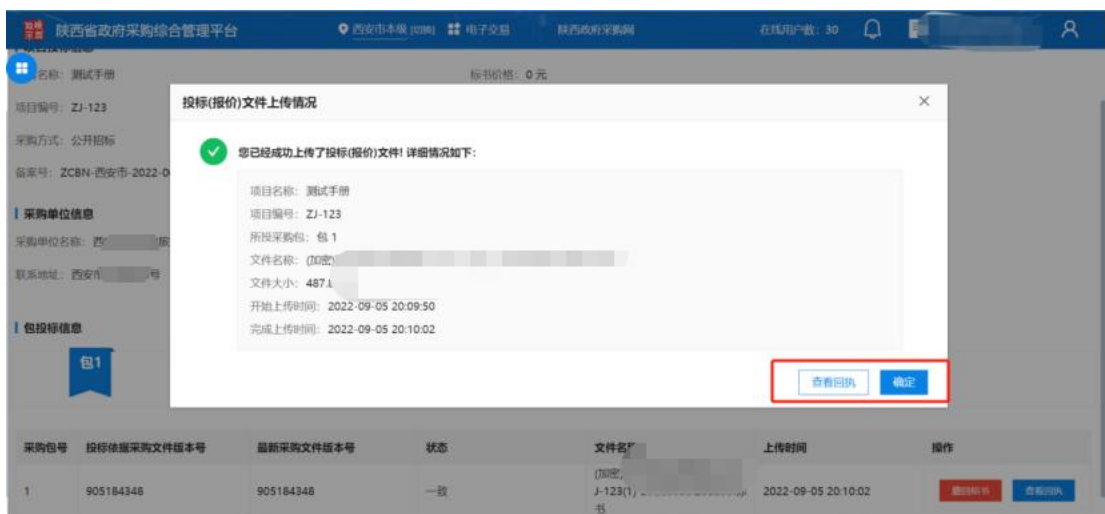 陕西省政府采购综合管理平台 西安市本级 [切换] 电子交易 陕西政府采购网 在线用户数: 30
名称: 测试手册 标书价格: 0 元
项目编号: ZJ-123
采购方式: 公开招标
备案号: ZCBN-西安市-2022-0
采购单位信息
采购单位名称: 西
联系地址: 西安市 号
包投标信息
包1
投标(报价)文件上传情况
您已经成功上传了投标(报价)文件! 详细情况如下:
项目名称: 测试手册
项目编号: ZJ-123
所投采购包: 包 1
文件名称: (加密)
文件大小: 487.
开始上传时间: 2022-09-05 20:09:50
完成上传时间: 2022-09-05 20:10:02
查看回执 确定
采购包号 投标依据采购文件版本号 最新采购文件版本号 状态 文件名 上传时间 操作
1 905184348 905184348 一致 (加密) J-123(1) 书 2022-09-05 20:10:02 撤回标书 查看回执